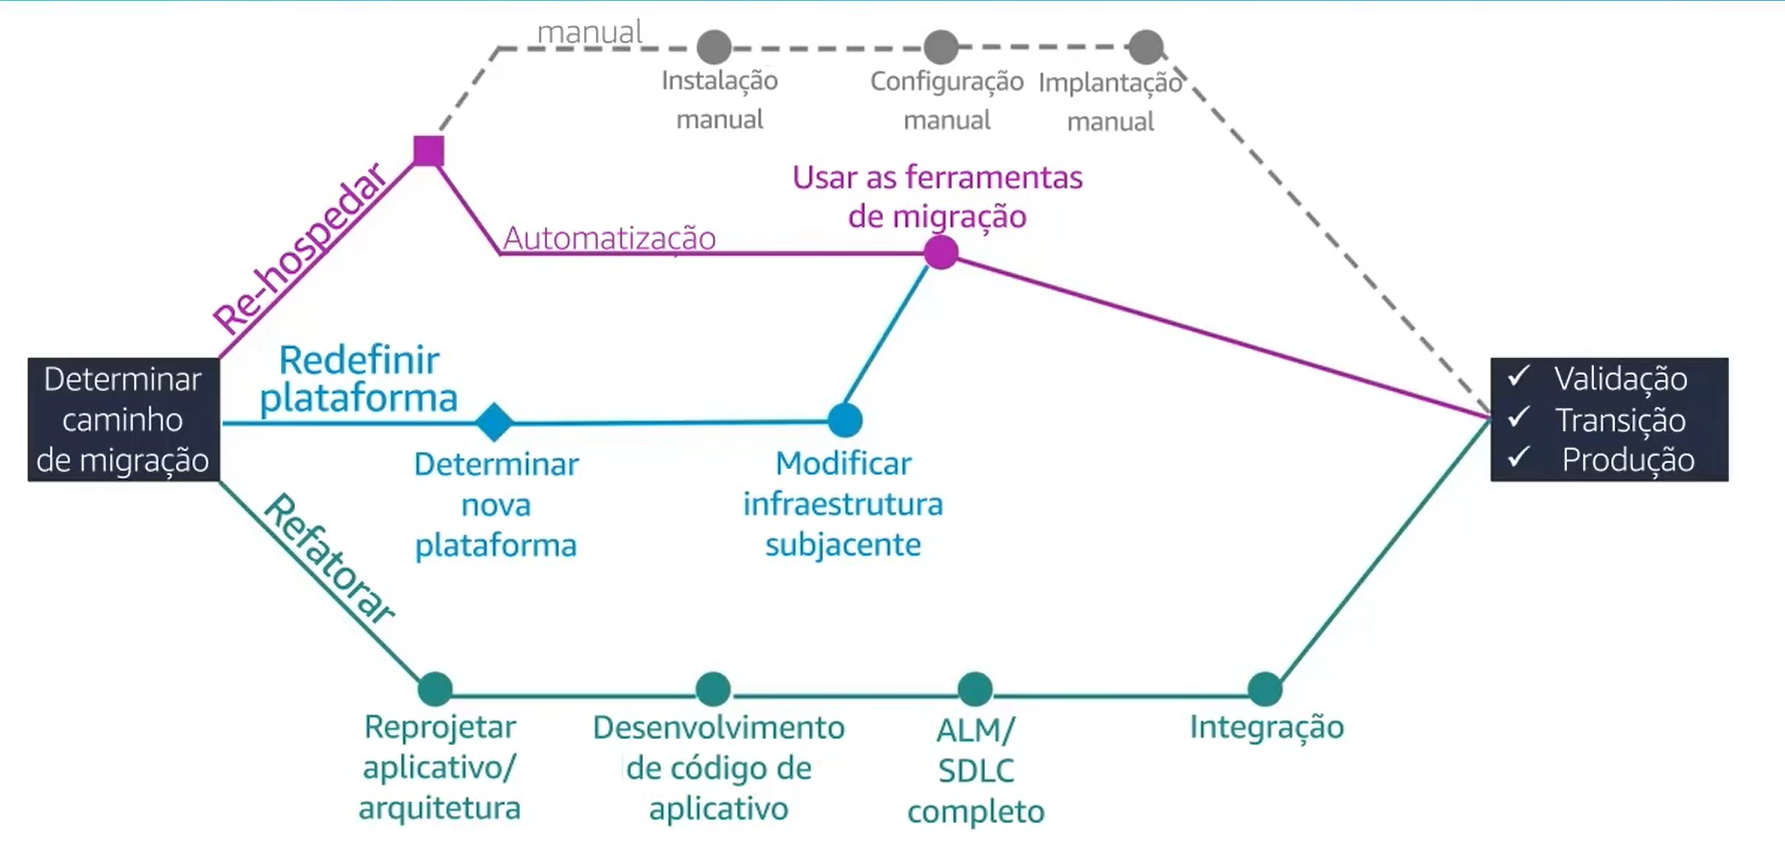 manual
Instalação
manual
Configuração
manual
Implantação
manual
Re-hospedar
Automatização
Usar as ferramentas
de migração
Determinar
caminho
de migração
Redefinir
plataforma
Determinar
nova
plataforma
Modificar
infraestrutura
subjacente
✓ Validação
✓ Transição
✓ Produção
Refatorar
Reprojetar
aplicativo/
arquitetura
Desenvolvimento
de código de
aplicativo
ALM/
SDLC
completo
Integração